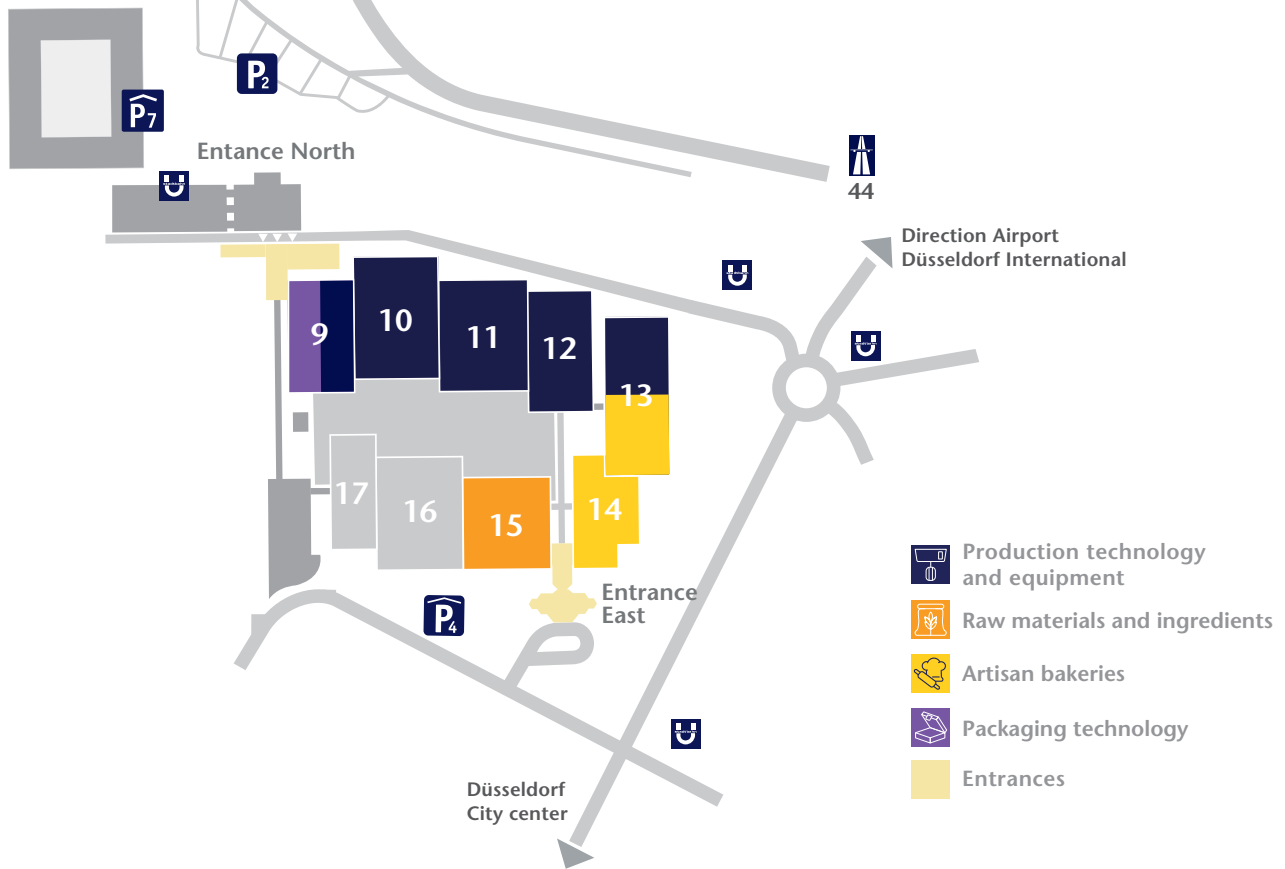 P2
P7
Entance North
44
Direction Airport
Düsseldorf International
9
10
11
12
13
17
16
15
14
Production technology
and equipment
Raw materials and ingredients
Artisan bakeries
Packaging technology
Entrances
Entrance
East
P4
Düsseldorf
City center